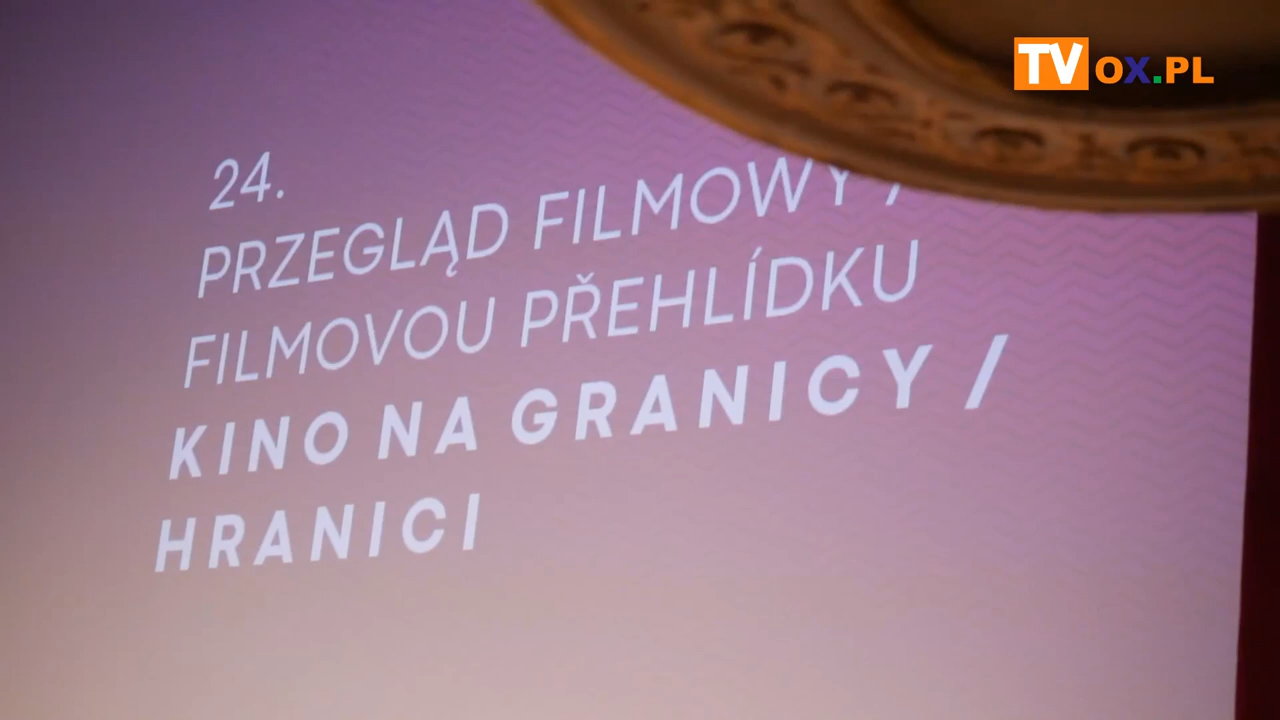 TVOX.PL
24.
PRZEGLĄD FILMOWY /
FILMOVOU PŘEHLÍDKU
KINO NA GRANICY /
HRANICI